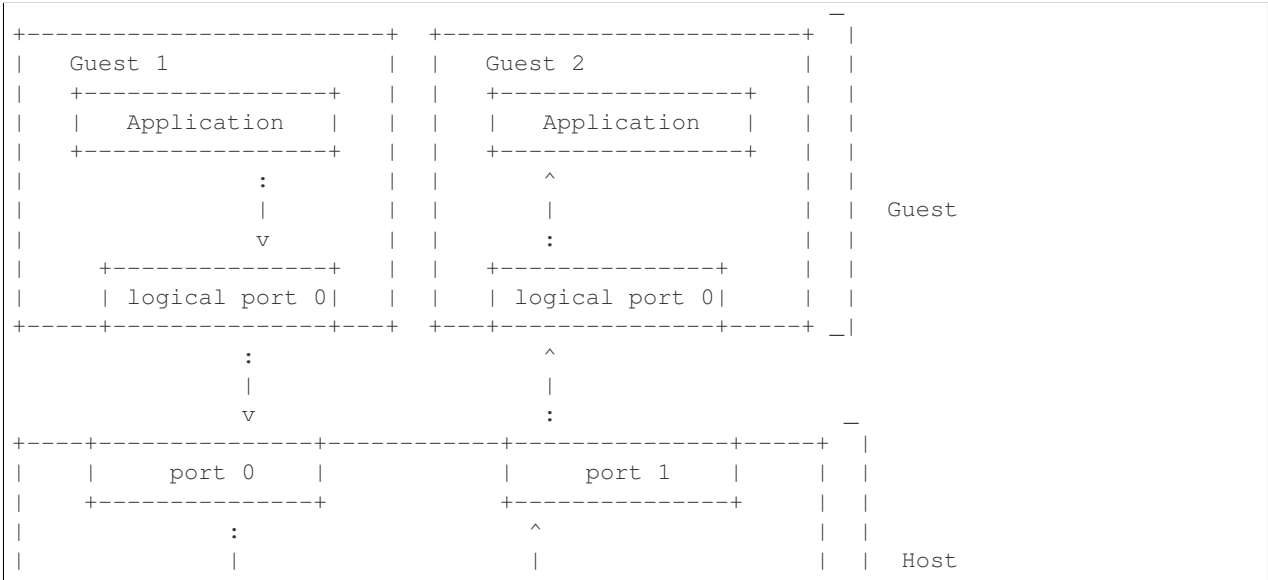 _
+-------------------------+  +-------------------------+  |
|   Guest 1               |  |   Guest 2               |  |
|   +-----------------+   |  |   +-----------------+   |  |
|   |   Application   |   |  |   |   Application   |   |  |
|   +-----------------+   |  |   +-----------------+   |  |
|                :        |  |       ^                 |  |
|                |        |  |       |                 |  |  Guest
|                v        |  |       :                 |  |
|     +---------------+   |  |   +---------------+     |  |
|     | logical port 0|   |  |   | logical port 0|     |  |
+-----+---------------+---+  +---+---------------+-----+ _|
                :                    ^
                |                    |
                v                    :                    _
+----+---------------+------------+---------------+-----+  |
|    |     port 0    |            |     port 1    |     |  |
|    +---------------+            +---------------+     |  |
|              :                    ^                   |  |
|              |                    |                   |  |  Host